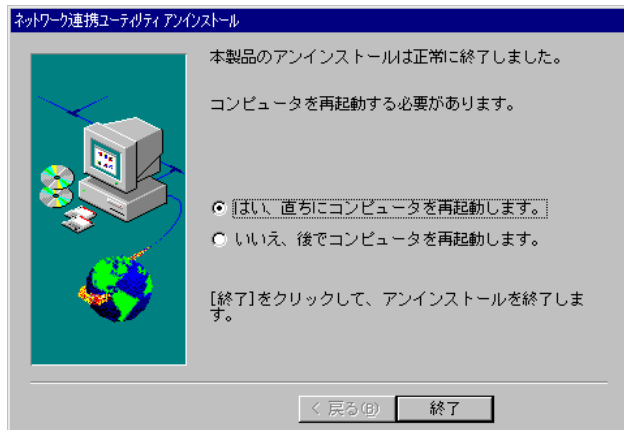 ネットワーク連携ユーティリティ アンインストール
本製品のアンインストールは正常に終了しました。
コンピュータを再起動する必要があります。
はい、直ちにコンピュータを再起動します。
いいえ、後でコンピュータを再起動します。
[終了]をクリックして、アンインストールを終了しま
す。
< 戻る(B)
終了